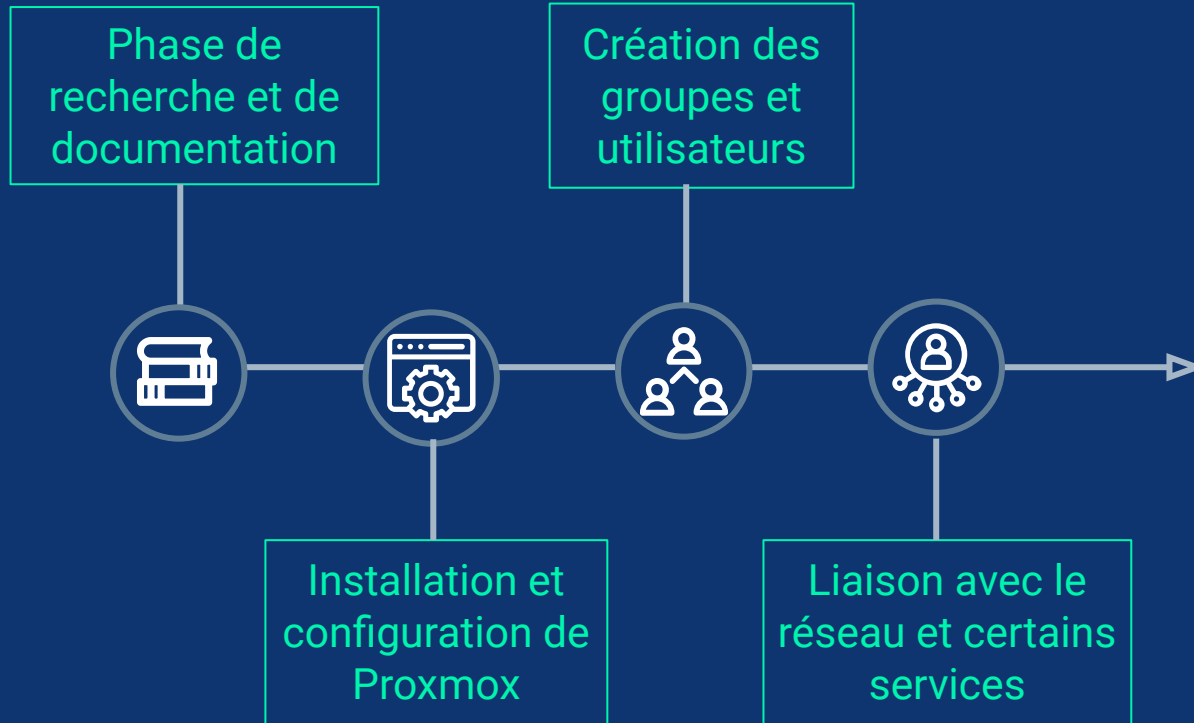 Phase de
recherche et de
documentation
Installation et
configuration de
Proxmox
Création des
groupes et
utilisateurs
Liaison avec le
réseau et certains
services